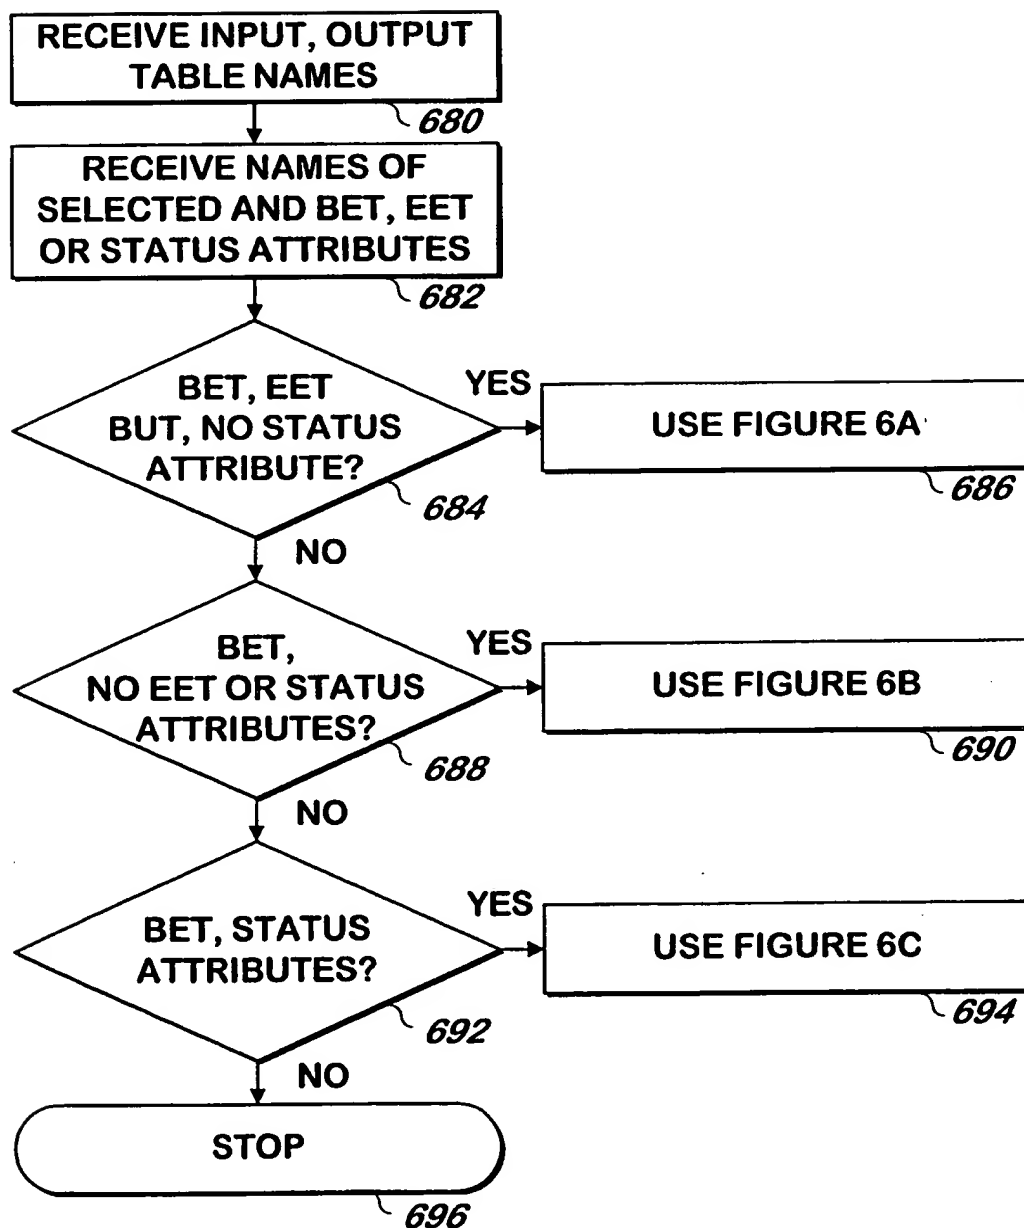 RECEIVE INPUT, OUTPUT
TABLE NAMES
680
RECEIVE NAMES OF
SELECTED AND BET, EET
OR STATUS ATTRIBUTES
682
BET, EET
BUT, NO STATUS
ATTRIBUTE?
684
YES
USE FIGURE 6A
686
NO
BET,
NO EET OR STATUS
ATTRIBUTES?
688
YES
USE FIGURE 6B
690
NO
BET, STATUS
ATTRIBUTES?
692
YES
USE FIGURE 6C
694
NO
STOP
696